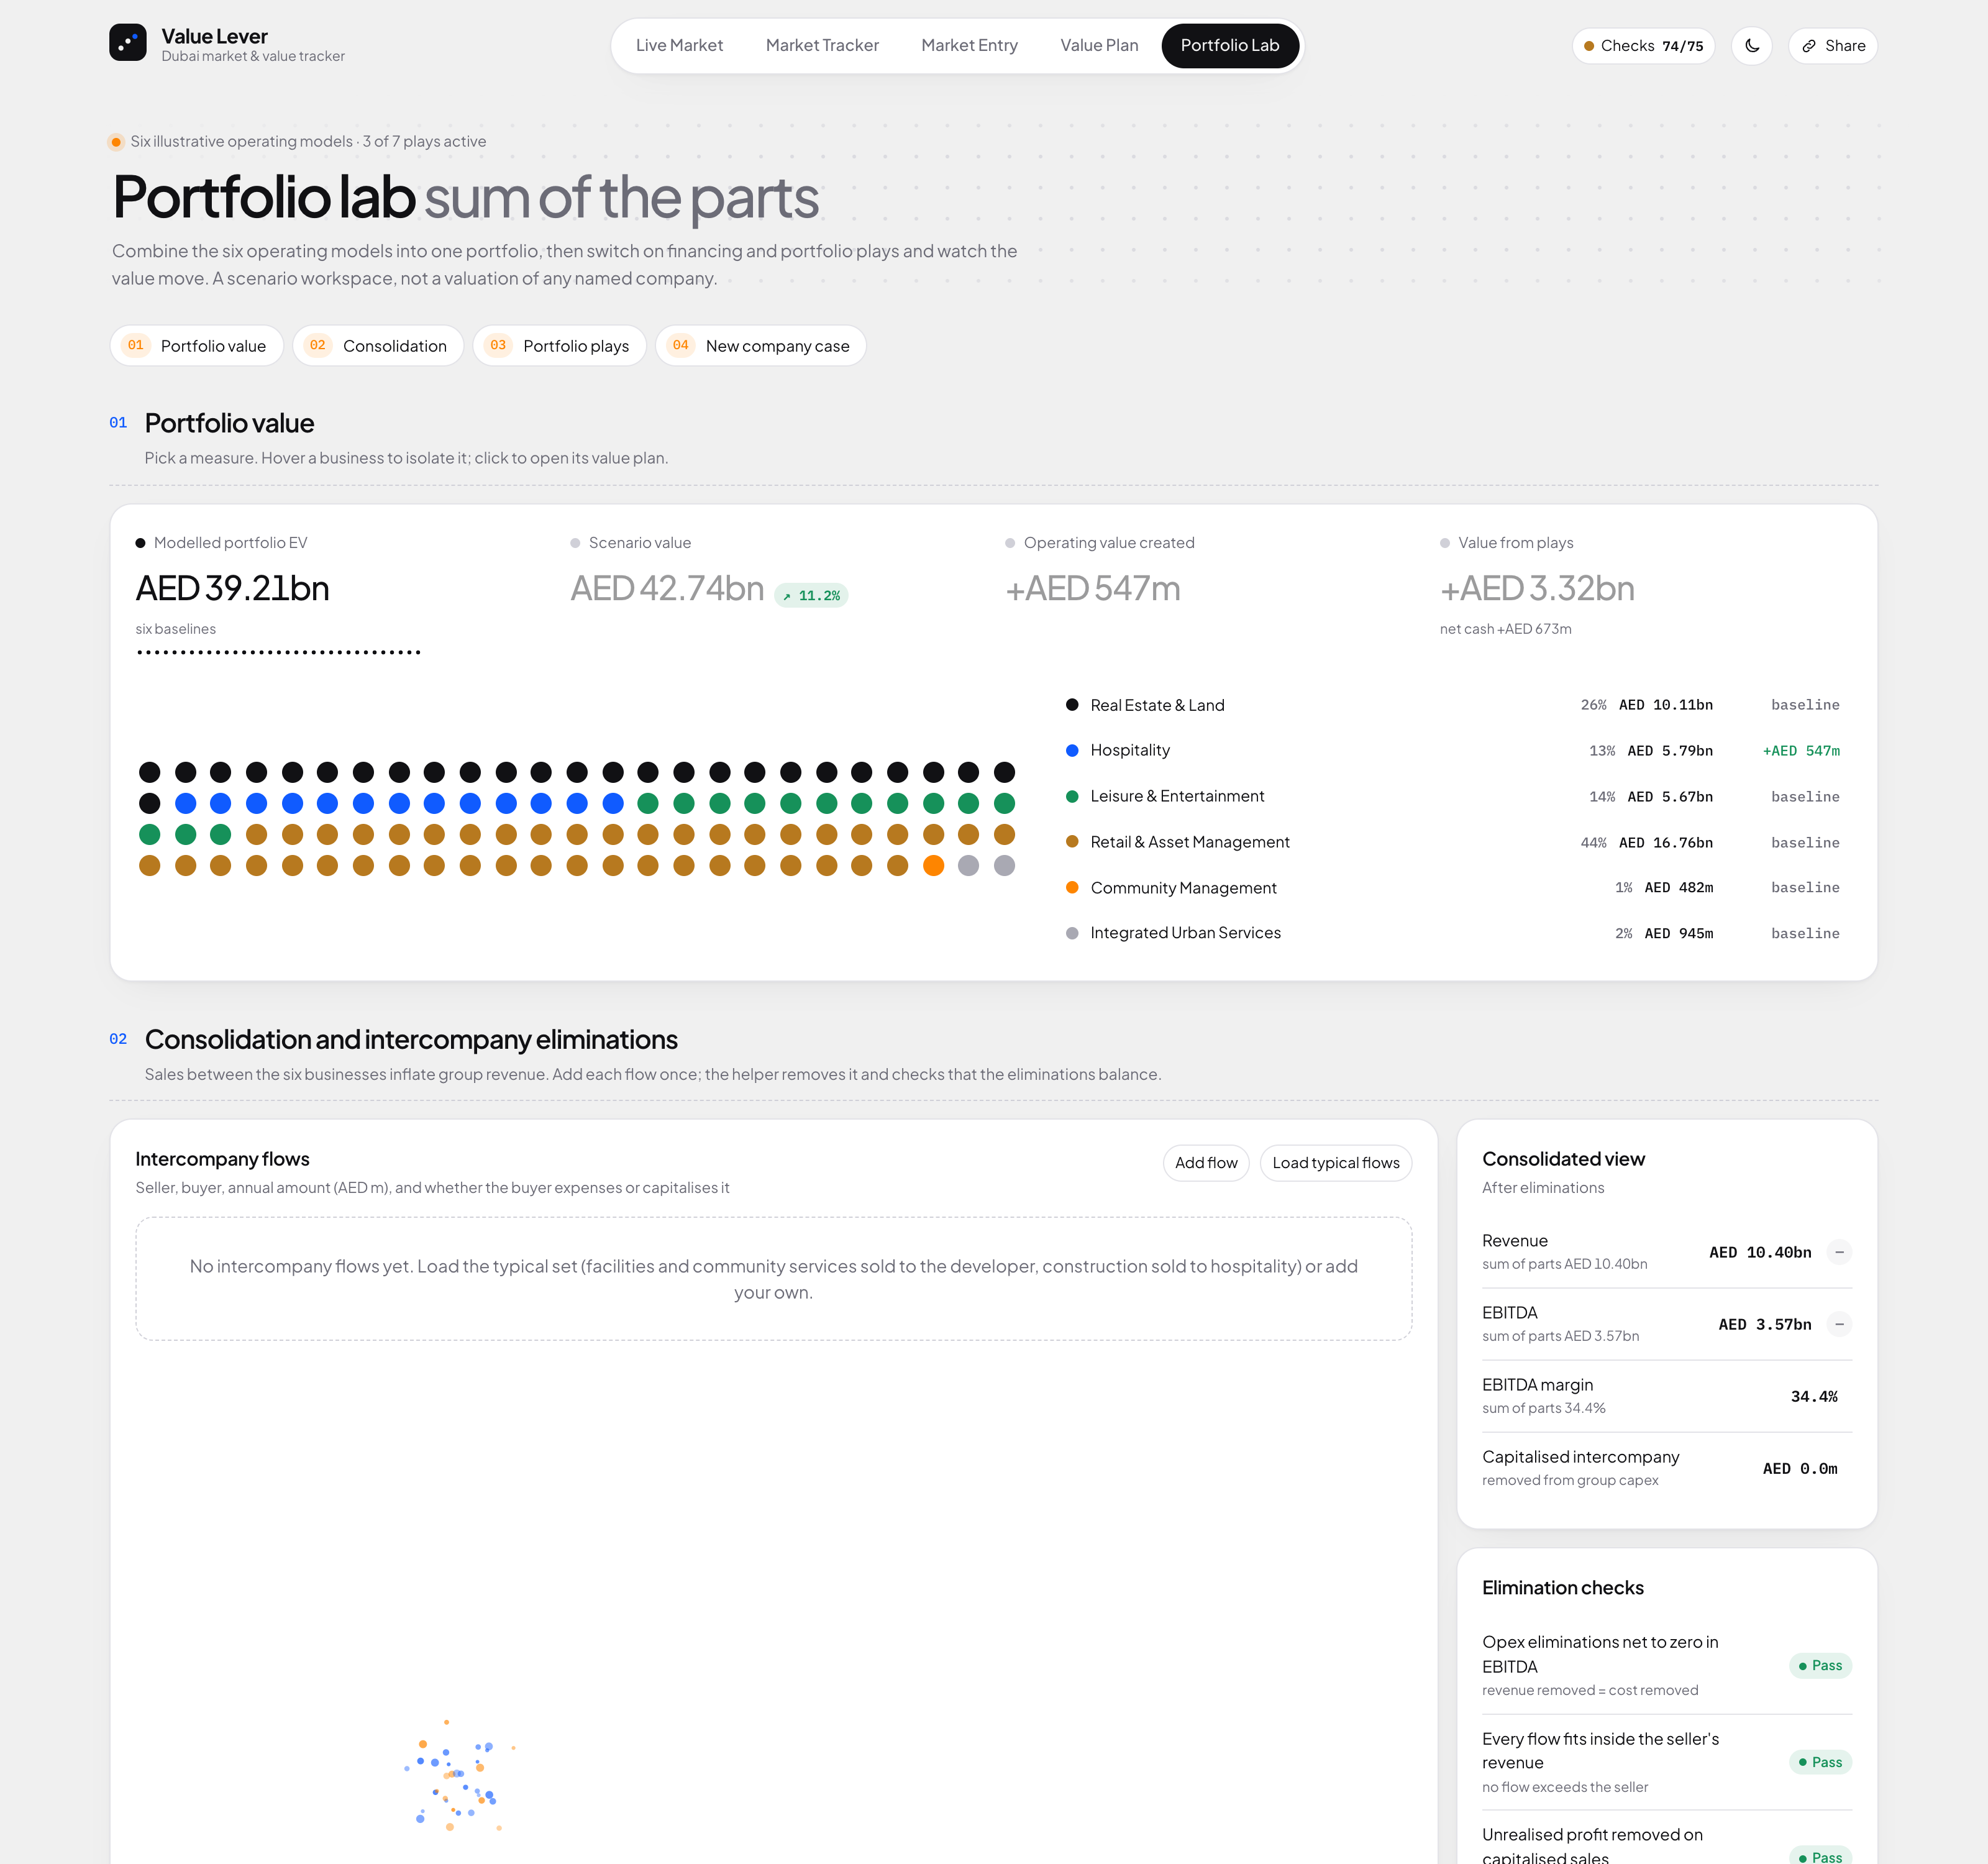 Value Lever
Dubai market & value tracker
Live Market
Market Tracker
Market Entry
Value Plan
Portfolio Lab
Checks 74/75
Share
Six illustrative operating models · 3 of 7 plays active
Portfolio lab sum of the parts
Combine the six operating models into one portfolio, then switch on financing and portfolio plays and watch the
value move. A scenario workspace, not a valuation of any named company.
01 Portfolio value
02 Consolidation
03 Portfolio plays
04 New company case
01 Portfolio value
Pick a measure. Hover a business to isolate it; click to open its value plan.
Modelled portfolio EV
AED 39.21bn
six baselines
Scenario value
AED 42.74bn ↗ 11.2%
Operating value created
+AED 547m
Value from plays
+AED 3.32bn
net cash +AED 673m
Real Estate & Land 26% AED 10.11bn baseline
Hospitality 13% AED 5.79bn +AED 547m
Leisure & Entertainment 14% AED 5.67bn baseline
Retail & Asset Management 44% AED 16.76bn baseline
Community Management 1% AED 482m baseline
Integrated Urban Services 2% AED 945m baseline
02 Consolidation and intercompany eliminations
Sales between the six businesses inflate group revenue. Add each flow once; the helper removes it and checks that the eliminations balance.
Intercompany flows
Seller, buyer, annual amount (AED m), and whether the buyer expenses or capitalises it
Add flow
Load typical flows
No intercompany flows yet. Load the typical set (facilities and community services sold to the developer, construction sold to hospitality) or add
your own.
Consolidated view
After eliminations
Revenue
sum of parts AED 10.40bn
AED 10.40bn –
EBITDA
sum of parts AED 3.57bn
AED 3.57bn –
EBITDA margin
sum of parts 34.4%
34.4%
Capitalised intercompany
removed from group capex
AED 0.0m
Elimination checks
Opex eliminations net to zero in
EBITDA
revenue removed = cost removed
Pass
Every flow fits inside the seller's
revenue
no flow exceeds the seller
Pass
Unrealised profit removed on
capitalised sales
Pass